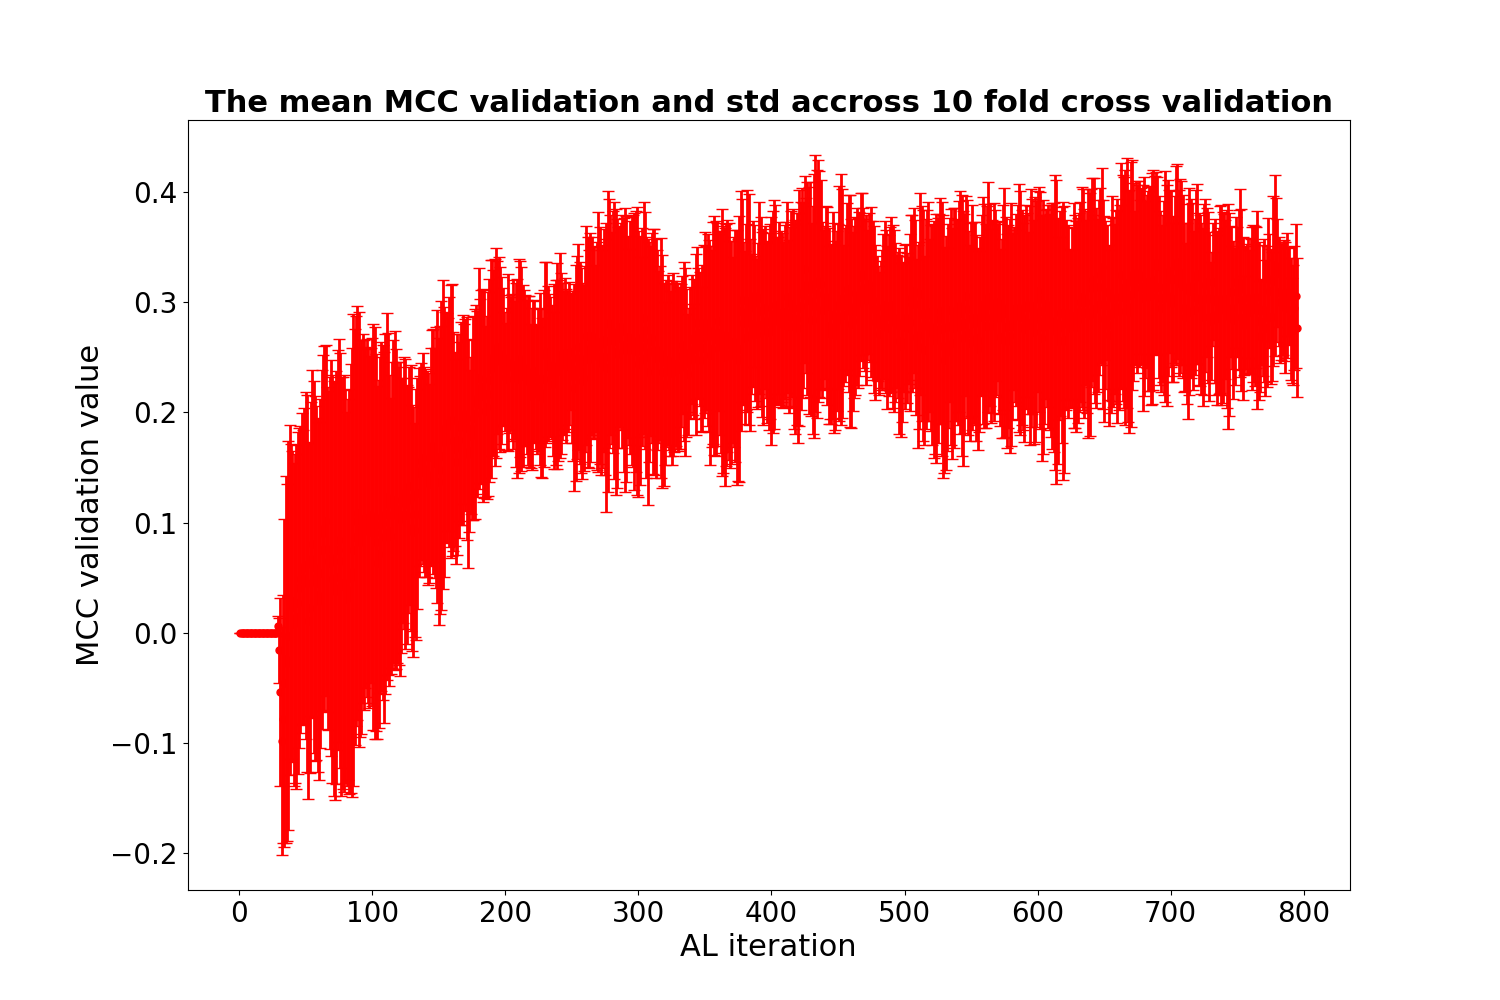 The mean MCC validation and std accross 10 fold cross validation
MCC validation value
0.4
0.3
0.2
0.1
0.0
−0.1
−0.2
0 100 200 300 400 500 600 700 800
AL iteration